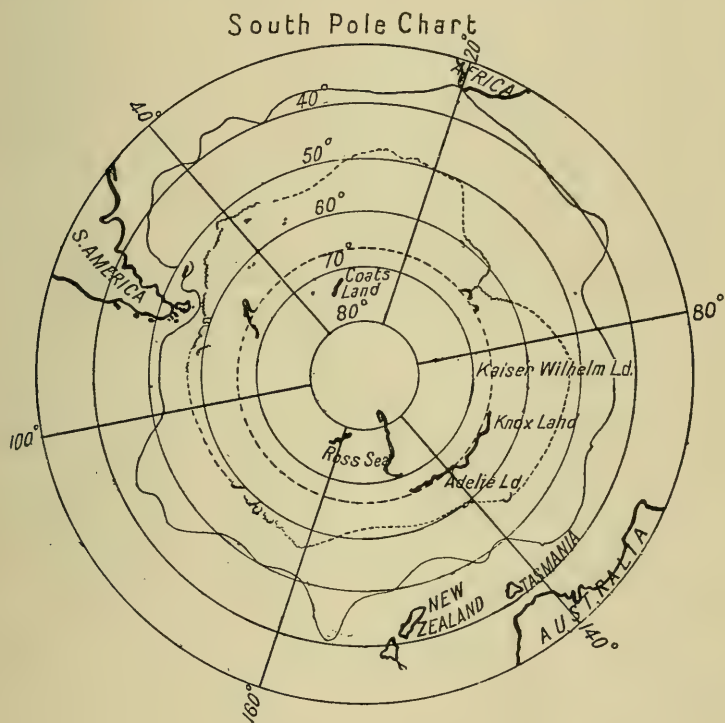 South Pole Chart
20°
AFRICA
40°
40°
50°
60°
70°
S. AMERICA
Coats
Land
80°
80°
Kaiser Wilhelm Ld.
100°
Knox Land
Ross Sea
Adelie Ld
TASMANIA
NEW
ZEALAND
AUSTRALIA
140°
160°